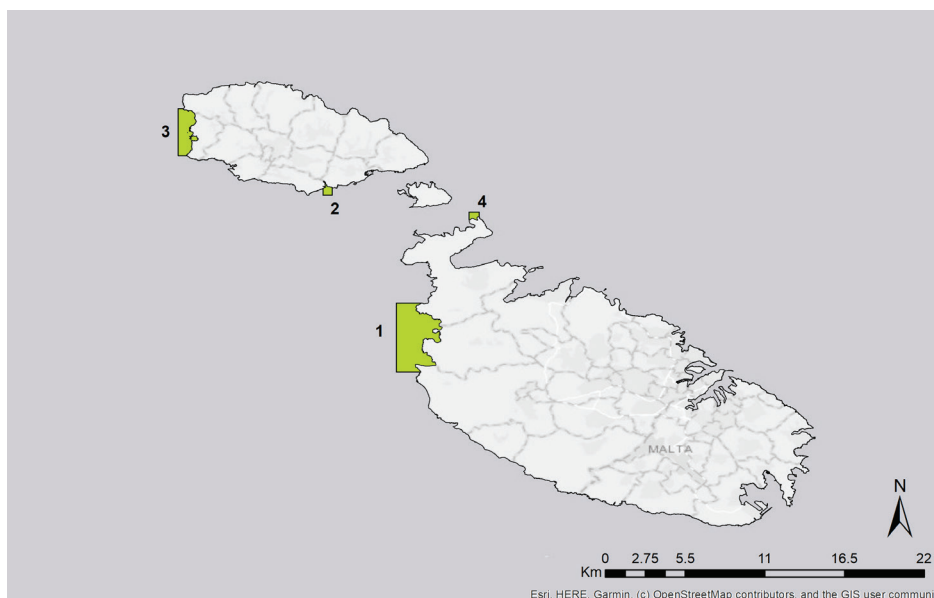 3
2
4
1
MALTA
N
0 2.75 5.5 11 16.5 22
Km
Esri, HERE, Garmin, (c) OpenStreetMap contributors, and the GIS user communi